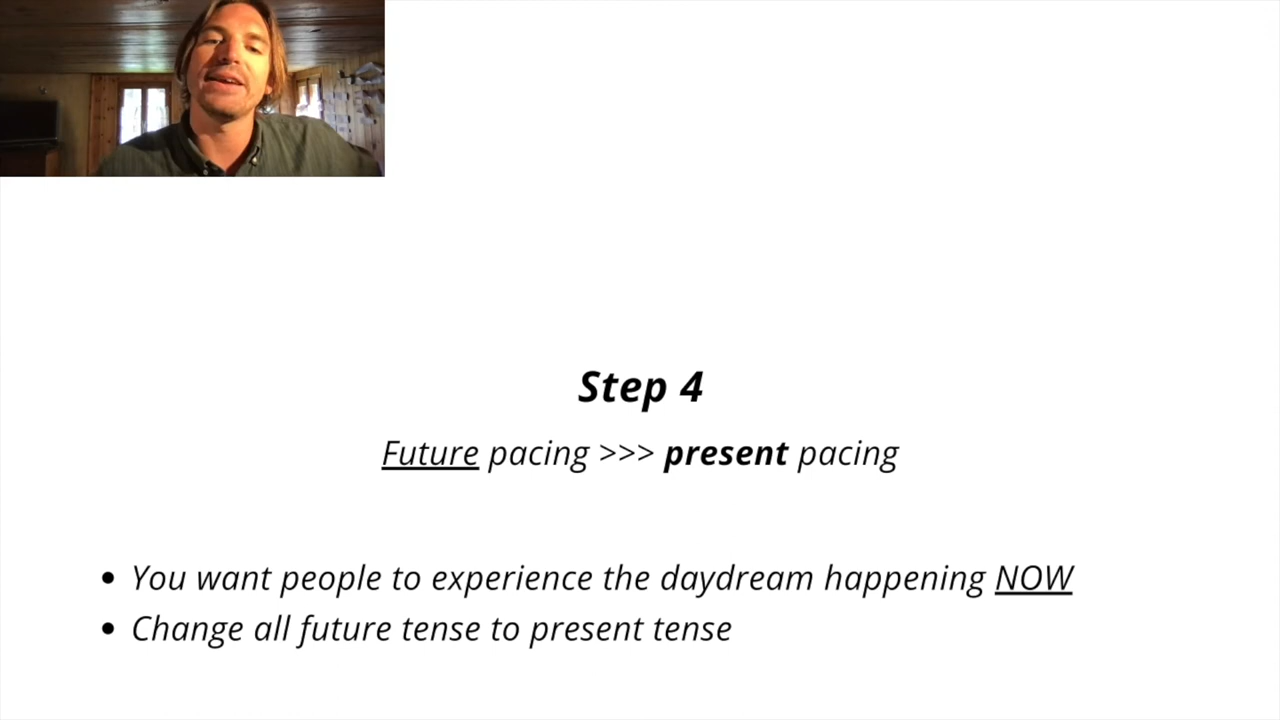 Step 4
Future pacing >>> present pacing
• You want people to experience the daydream happening NOW
• Change all future tense to present tense